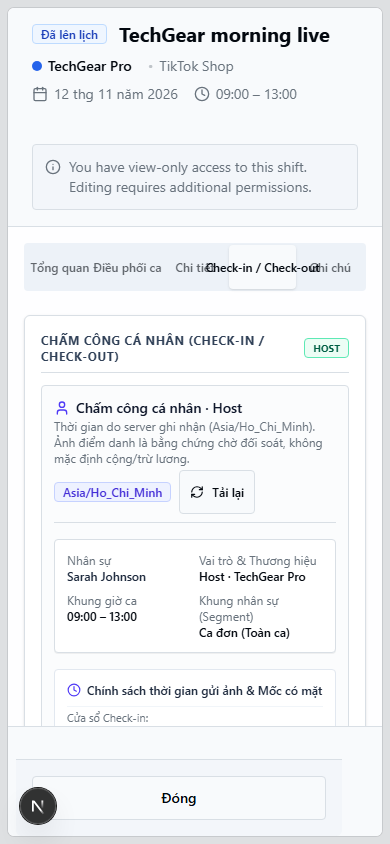 Đã lên lịch TechGear morning live
TechGear Pro • TikTok Shop
12 thg 11 năm 2026 09:00 – 13:00
You have view-only access to this shift.
Editing requires additional permissions.
Tổng quan Điều phối ca Chi tiết Check-in / Check-out Ghi chú
CHẤM CÔNG CÁ NHÂN (CHECK-IN /
CHECK-OUT)
HOST
Chấm công cá nhân · Host
Thời gian do server ghi nhận (Asia/Ho_Chi_Minh).
Ảnh điểm danh là bằng chứng chờ đối soát, không
mặc định cộng/trừ lương.
Asia/Ho_Chi_Minh Tải lại
Nhân sự
Sarah Johnson
Vai trò & Thương hiệu
Host · TechGear Pro
Khung giờ ca
09:00 – 13:00
Khung nhân sự
(Segment)
Ca đơn (Toàn ca)
Chính sách thời gian gửi ảnh & Mốc có mặt
Cửa sổ Check-in:
Đóng
N